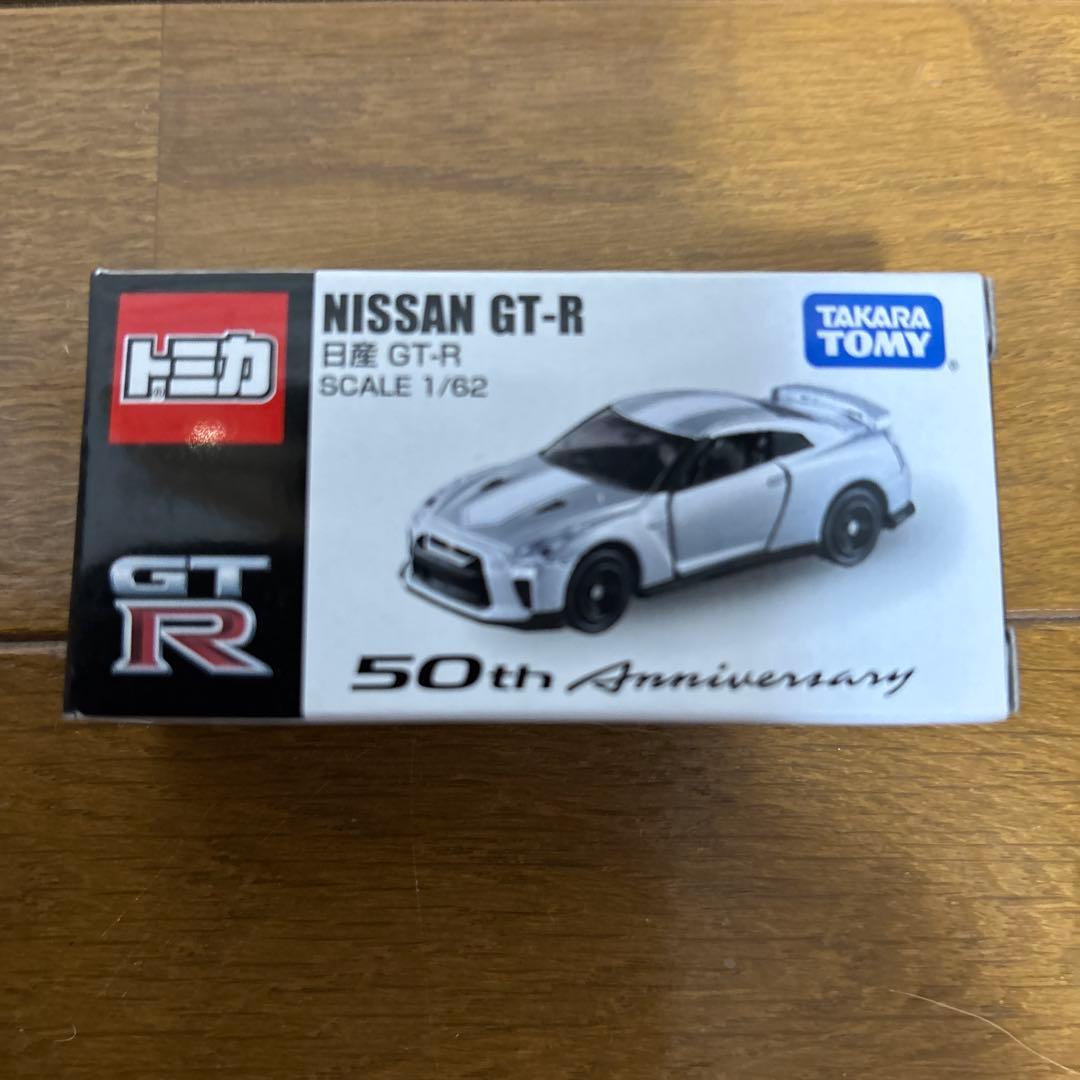 トミカ®
GT
R
NISSAN GT-R
日産 GT-R
SCALE 1/62
TAKARA
TOMY®
50th Anniversary